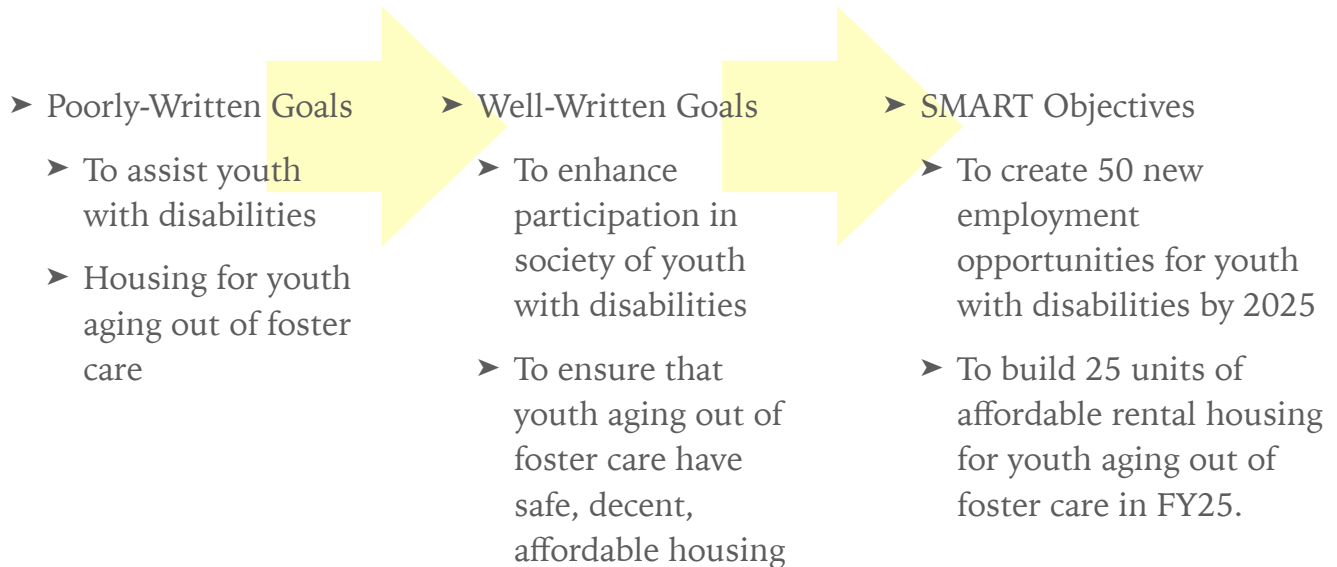 ➤ Poorly-Written Goals
➤ To assist youth
with disabilities
➤ Housing for youth
aging out of foster
care
➤ Well-Written Goals
➤ To enhance
participation in
society of youth
with disabilities
➤ To ensure that
youth aging out of
foster care have
safe, decent,
affordable housing
➤ SMART Objectives
➤ To create 50 new
employment
opportunities for youth
with disabilities by 2025
➤ To build 25 units of
affordable rental housing
for youth aging out of
foster care in FY25.